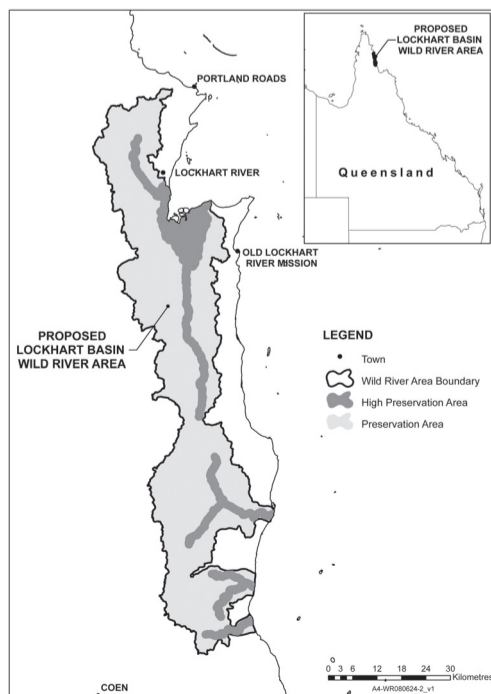 PROPOSED
LOCKHART BASIN
WILD RIVER AREA
Queensland
PORTLAND ROADS
LOCKHART RIVER
OLD LOCKHART
RIVER MISSION
PROPOSED
LOCKHART BASIN
WILD RIVER AREA
LEGEND
Town
Wild River Area Boundary
High Preservation Area
Preservation Area
0 3 6 12 18 24 30
Kilometres
A4-WR080624-2_v1
COEN